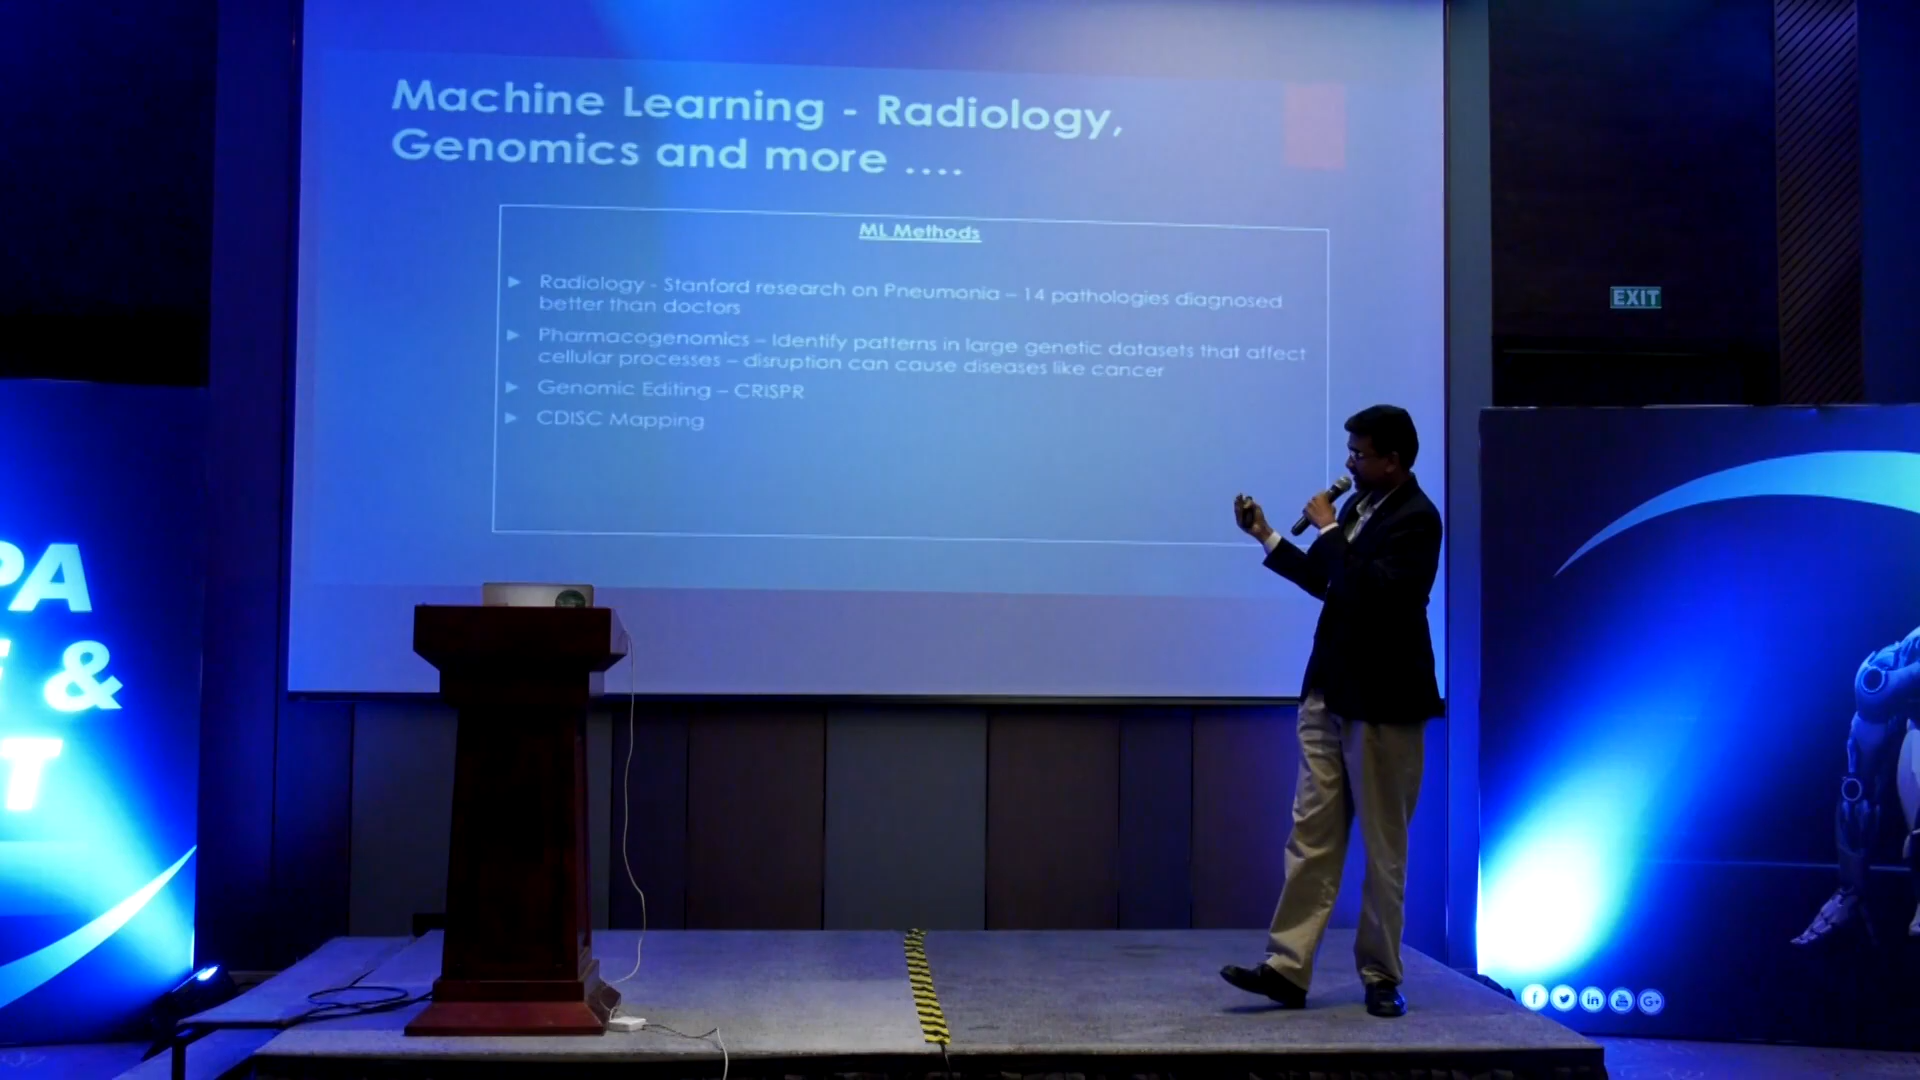 Machine Learning - Radiology,
Genomics and more ....
ML Methods
Radiology - Stanford research on Pneumonia – 14 pathologies diagnosed
better than doctors
Pharmacogenomics – Identify patterns in large genetic datasets that affect
cellular processes – disruption can cause diseases like cancer
Genomic Editing – CRISPR
CDISC Mapping
EXIT
PA
&
T
f
in
You
G+